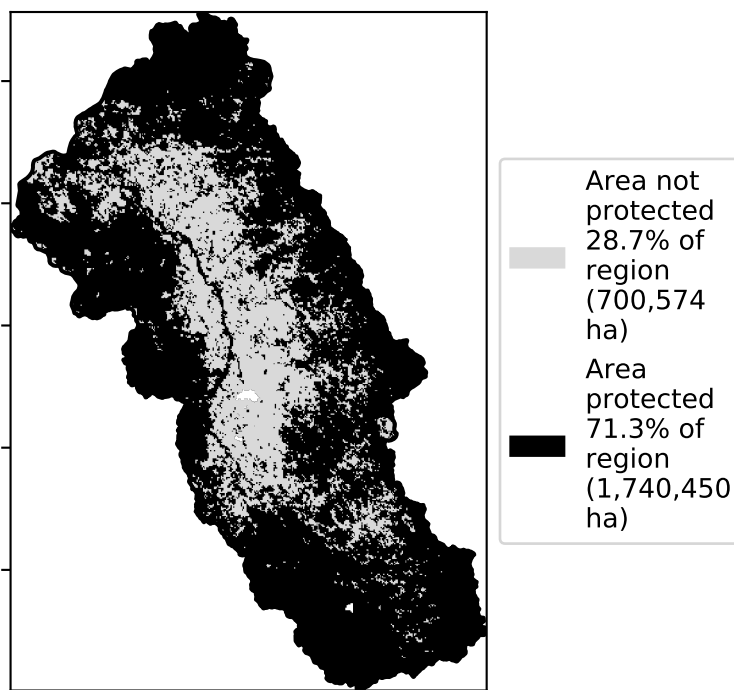 Area not
protected
28.7% of
region
(700,574
ha)
Area
protected
71.3% of
region
(1,740,450
ha)